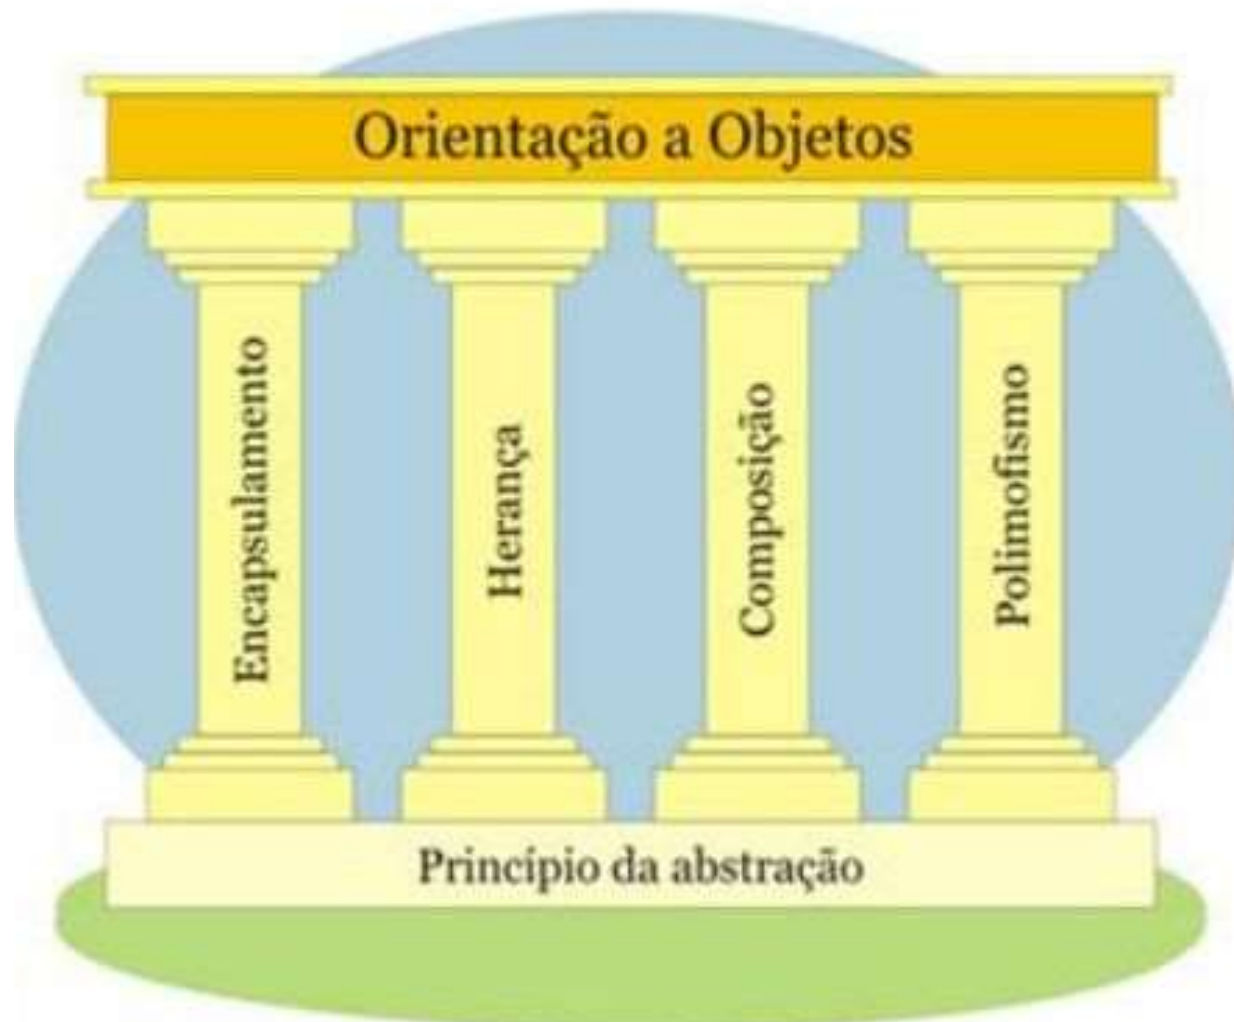 Orientação a Objetos
Encapsulamento
Herança
Composição
Polimofismo
Princípio da abstração